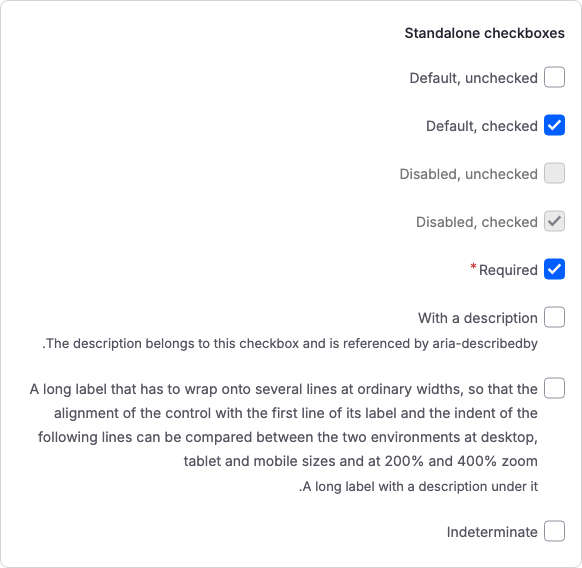 Standalone checkboxes
Default, unchecked
Default, checked
Disabled, unchecked
Disabled, checked
*Required
With a description
.The description belongs to this checkbox and is referenced by aria-describedby
A long label that has to wrap onto several lines at ordinary widths, so that the
alignment of the control with the first line of its label and the indent of the
following lines can be compared between the two environments at desktop,
tablet and mobile sizes and at 200% and 400% zoom
.A long label with a description under it
Indeterminate